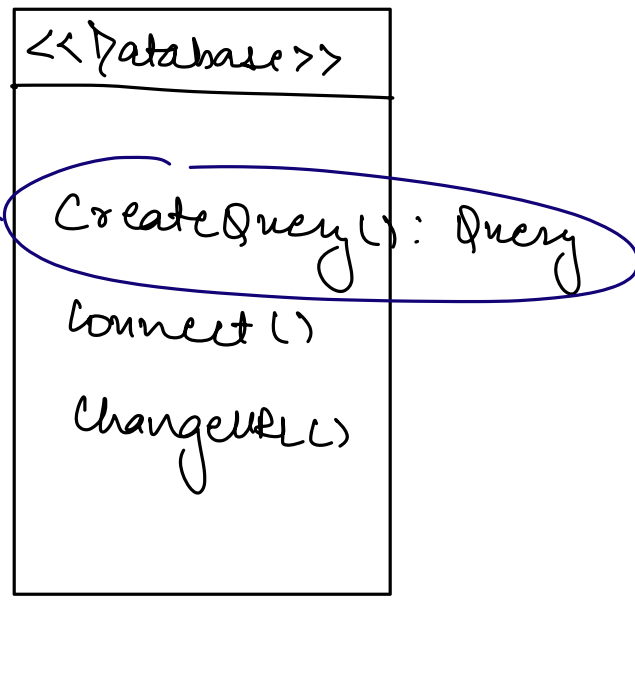 <<Database>>
CreateQuery(): Query
Connect()
ChangeURL()